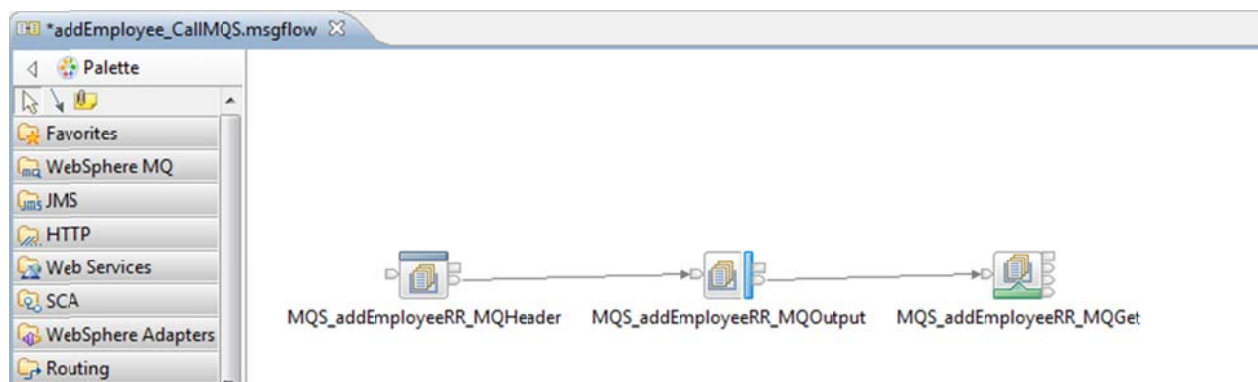 *addEmployee_CallMQS.msgflow
Palette
Favorites
WebSphere MQ
JMS
HTTP
Web Services
SCA
WebSphere Adapters
Routing
MQS_addEmployeeRR_MQHeader MQS_addEmployeeRR_MQOutput MQS_addEmployeeRR_MQGet